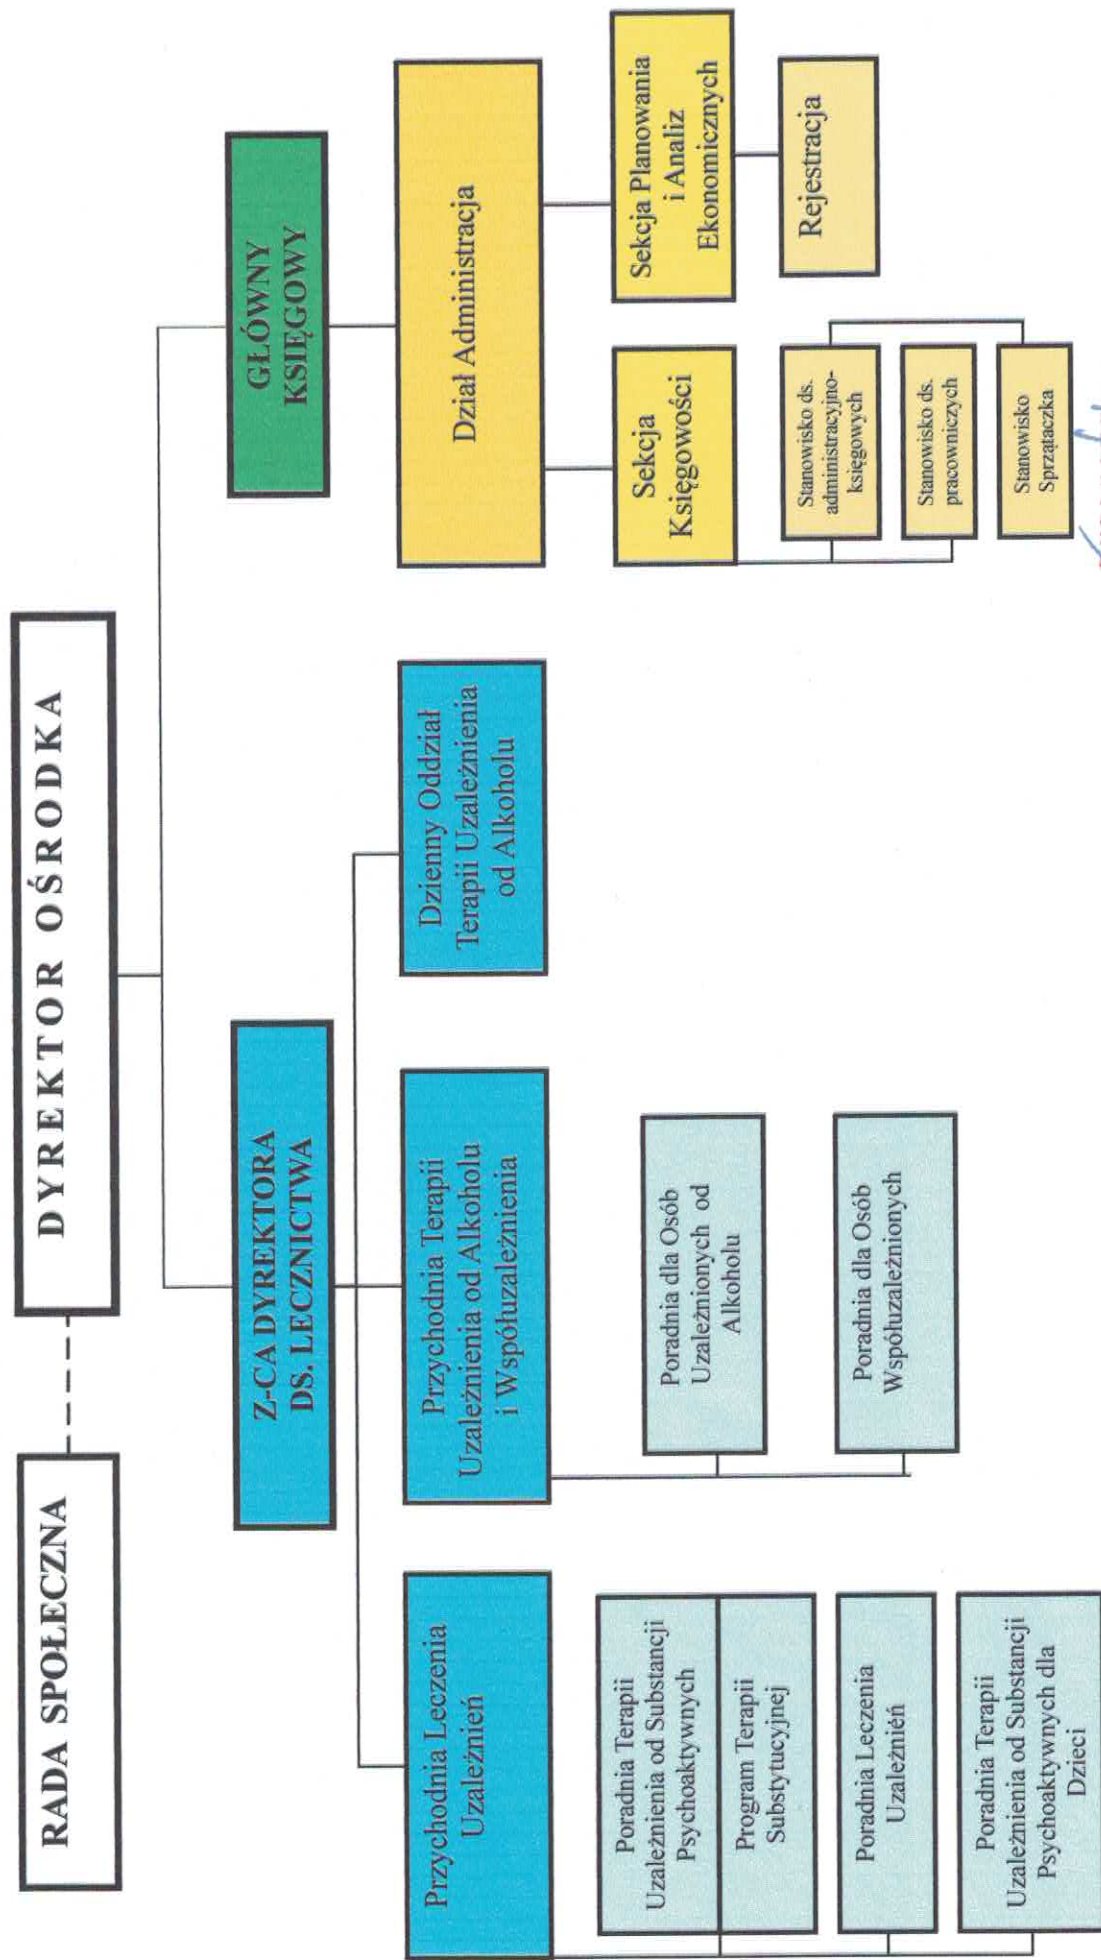 RADA SPOŁECZNA
DYREKTOR OŚRODKA
Z-CA DYREKTORA
DS. LECZNICTWA
GŁÓWNY
KSIĘGOWY
Przychodnia Leczenia
Uzależnień
Przychodnia Terapii
Uzależnienia od Alkoholu
i Współuzależnienia
Dzienny Oddział
Terapii Uzależnienia
od Alkoholu
Dział Administracja
Poradnia Terapii
Uzależnienia od Substancji
Psychoaktywnych
Program Terapii
Substytucyjnej
Poradnia Leczenia
Uzależnień
Poradnia Terapii
Uzależnienia od Substancji
Psychoaktywnych dla
Dzieci
Poradnia dla Osób
Uzależnionych od
Alkoholu
Poradnia dla Osób
Współuzależnionych
Sekcja
Księgowości
Stanowisko ds.
administracyjno-
księgowych
Stanowisko ds.
pracowniczych
Stanowisko
Sprzątaczka
Sekcja Planowania
i Analiz
Ekonomicznych
Rejestracja